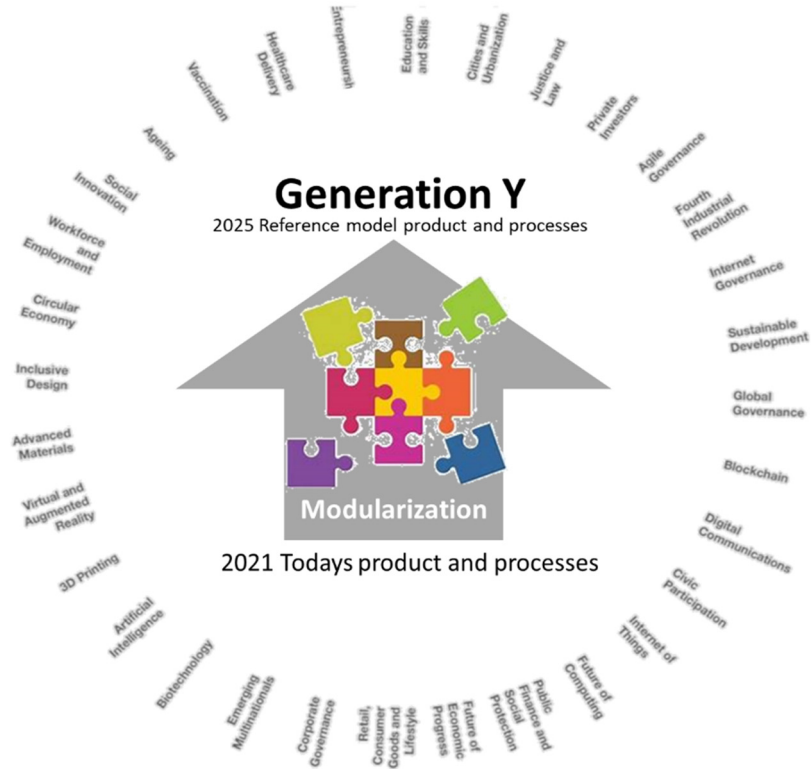 Entrepreneurship
Education
and Skills
Cities and
Urbanization
Justice and
Law
Private
Investors
Agile
Governance
Fourth
Industrial
Revolution
Internet
Governance
Sustainable
Development
Global
Governance
Blockchain
Digital
Communications
Civic
Participation
Internet of
Things
Future of
Computing
Public
Finance and
Social
Protection
Future of
Economic
Progress
Retail,
Consumer
Goods and
Lifestyle
Corporate
Governance
Emerging
Multinationals
Biotechnology
Artificial
Intelligence
3D Printing
Virtual and
Augmented
Reality
Advanced
Materials
Inclusive
Design
Circular
Economy
Workforce
and
Employment
Social
Innovation
Ageing
Vaccination
Healthcare
Delivery
Generation Y
2025 Reference model product and processes
Modularization
2021 Todays product and processes